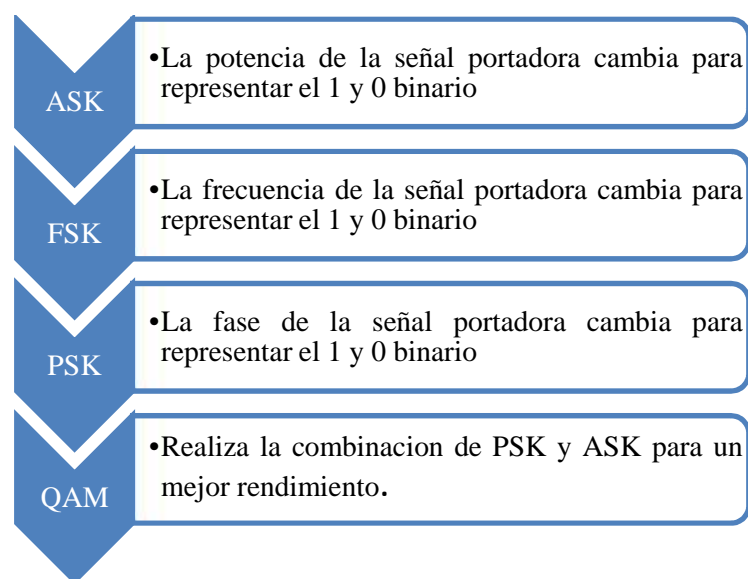 ASK
•La potencia de la señal portadora cambia para
representar el 1 y 0 binario
FSK
•La frecuencia de la señal portadora cambia para
representar el 1 y 0 binario
PSK
•La fase de la señal portadora cambia para
representar el 1 y 0 binario
QAM
•Realiza la combinacion de PSK y ASK para un
mejor rendimiento.